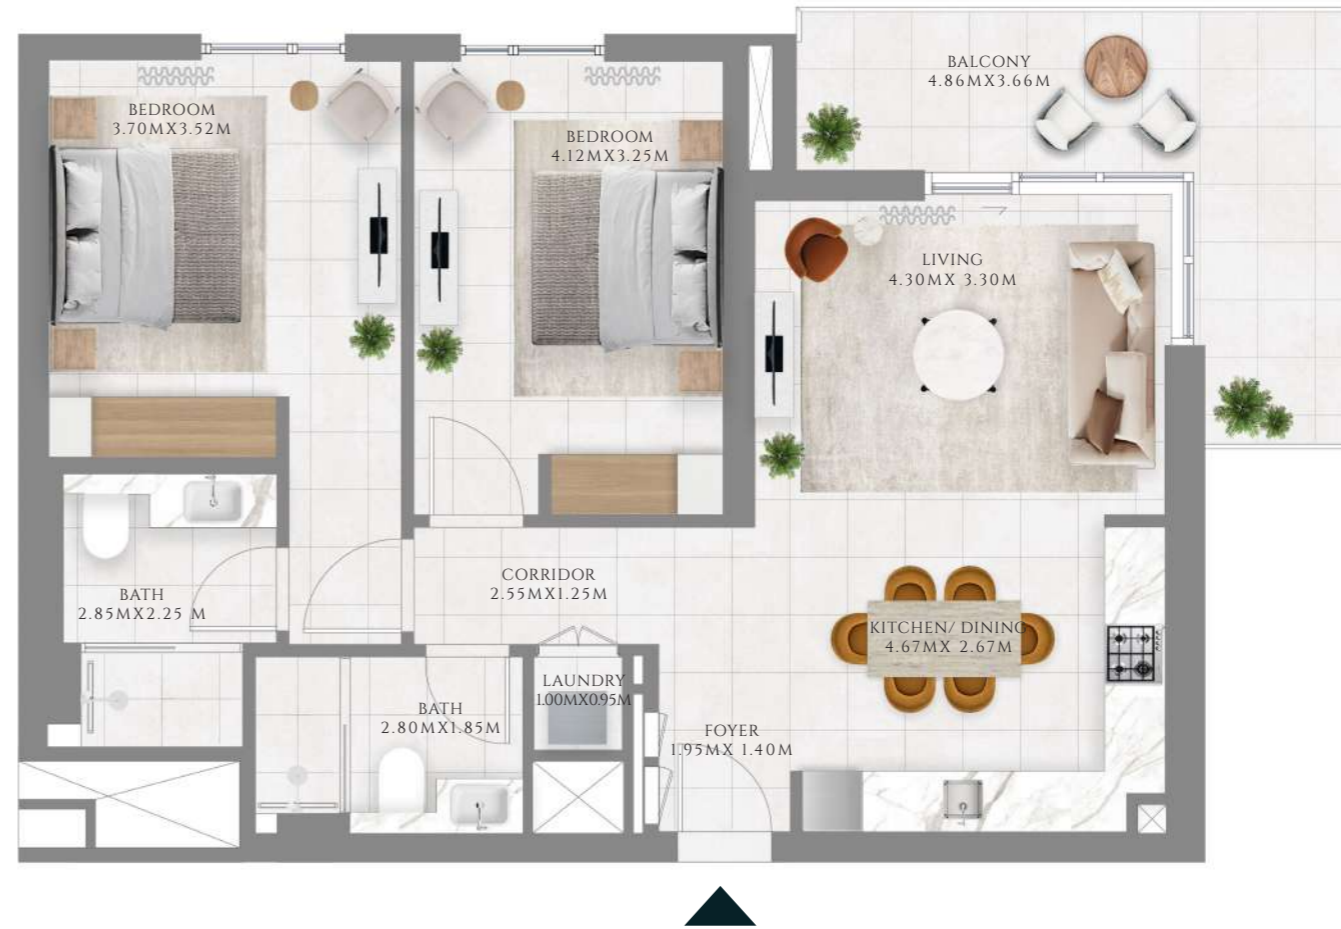 BALCONY
4.86MX3.66M
BEDROOM
3.70MX3.52M
BEDROOM
4.12MX3.25M
LIVING
4.30MX 3.30M
CORRIDOR
2.55MX1.25M
BATH
2.85MX2.25 M
KITCHEN/ DINING
4.67MX 2.67M
LAUNDRY
1.00MX0.95M
BATH
2.80MX1.85M
FOYER
1.95MX 1.40M